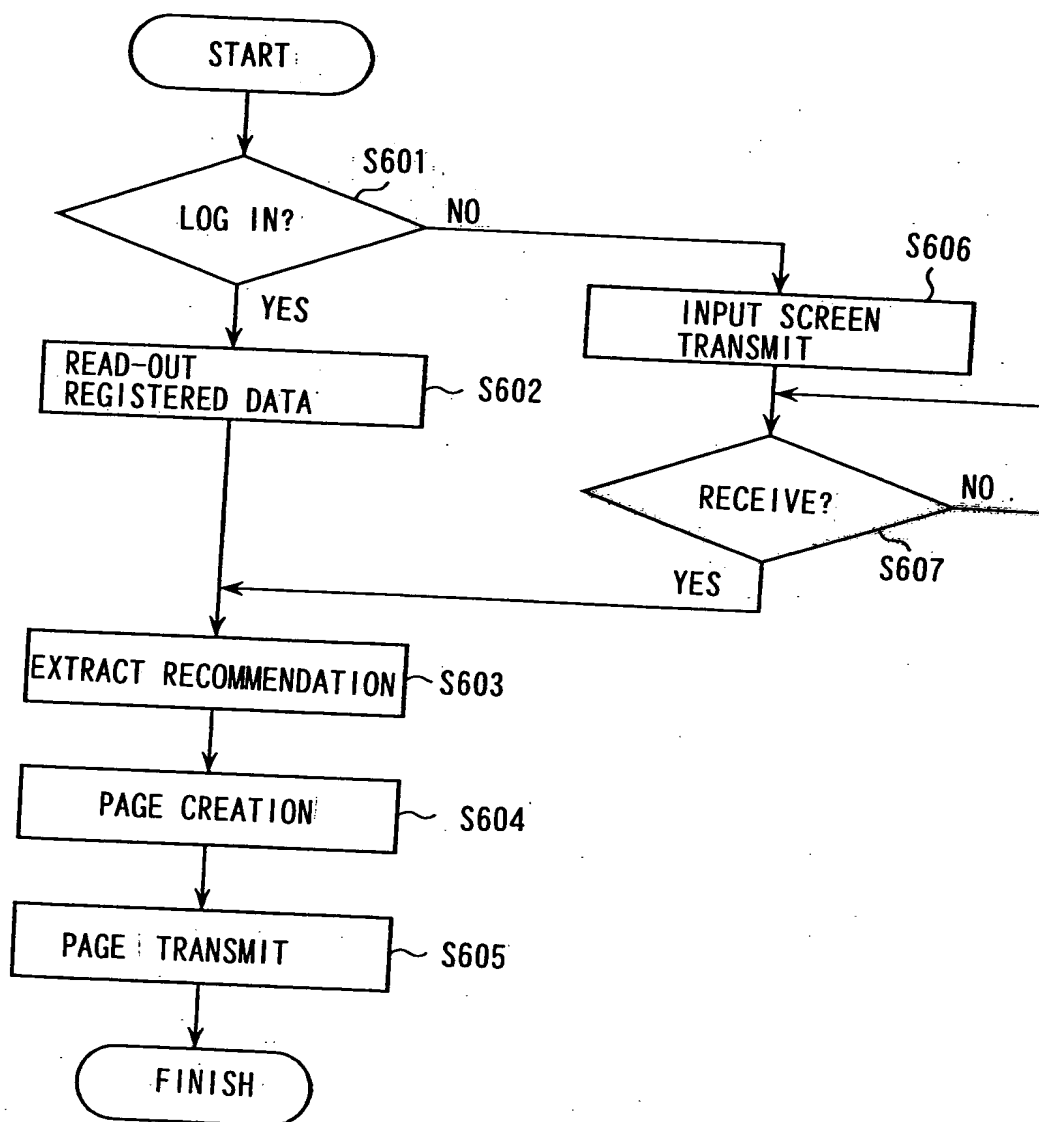 START
S601
LOG IN?
NO
YES
S606
INPUT SCREEN
TRANSMIT
READ-OUT
REGISTERED DATA
S602
RECEIVE?
NO
S607
YES
EXTRACT RECOMMENDATION
S603
PAGE CREATION
S604
PAGE TRANSMIT
S605
FINISH